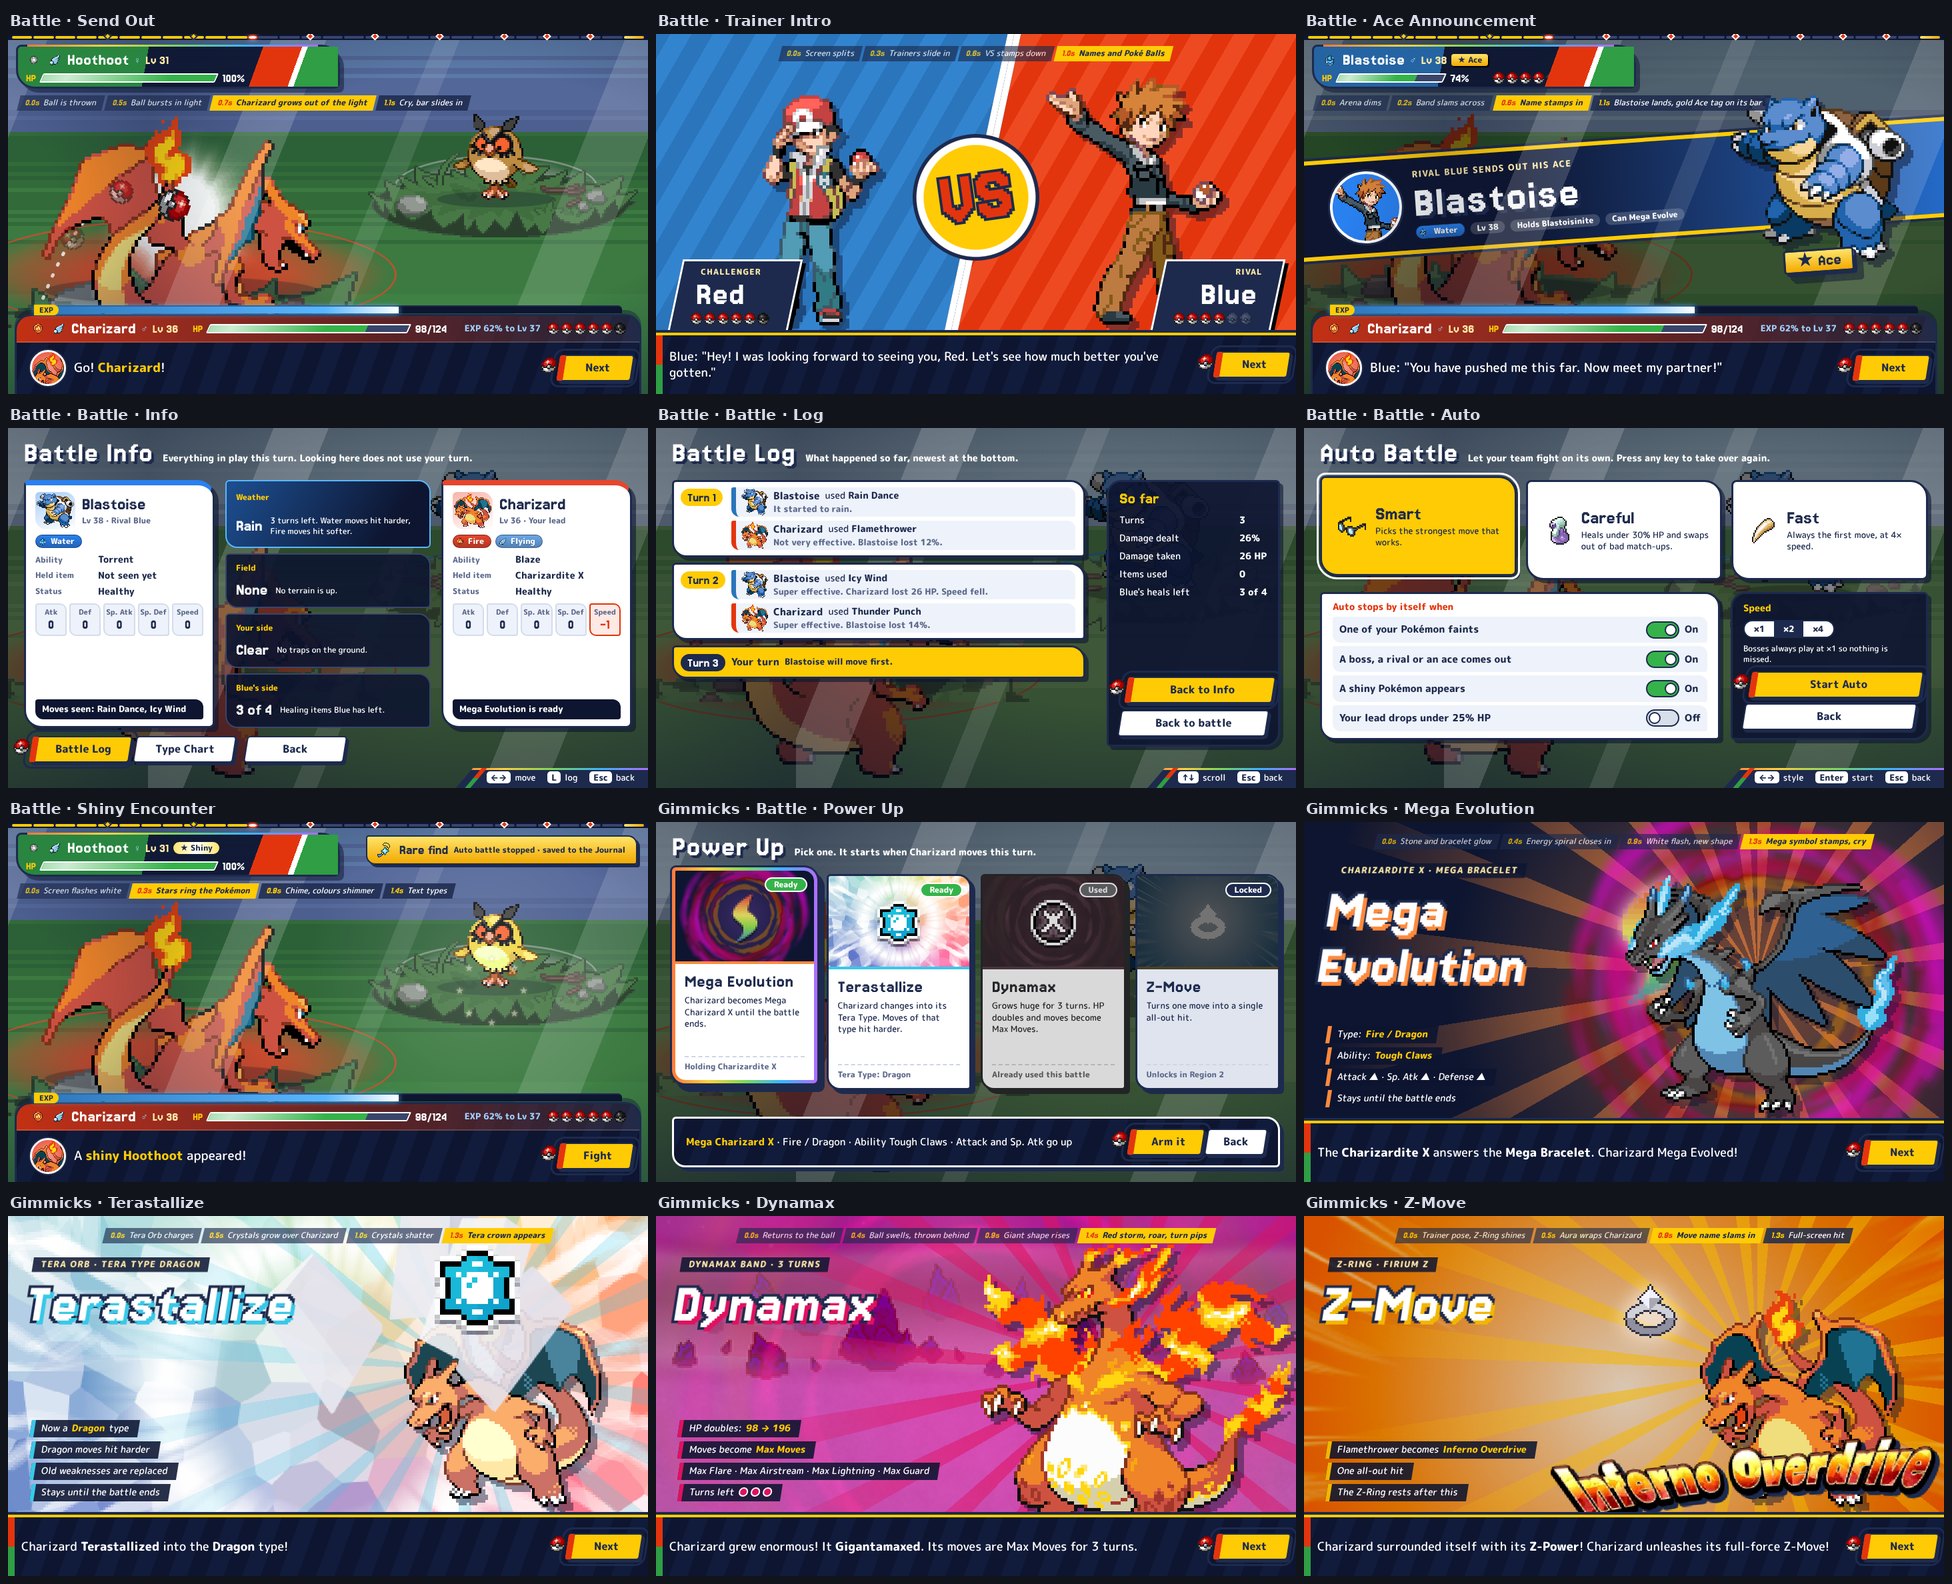 Battle · Send Out
Hoothoot ♀ Lv 31
HP 100%
0.0s Ball is thrown
0.5s Ball bursts in light
0.7s Charizard grows out of the light
1.1s Cry, bar slides in
EXP
Charizard ♂ Lv 36 HP 98/124 EXP 62% to Lv 37
Go! Charizard!
Next
Battle · Trainer Intro
0.0s Screen splits
0.3s Trainers slide in
0.8s VS stamps down
1.0s Names and Poké Balls
VS
CHALLENGER
Red
RIVAL
Blue
Blue: "Hey! I was looking forward to seeing you, Red. Let's see how much better you've
gotten."
Next
Battle · Ace Announcement
Blastoise ♂ Lv 38 ★ Ace
HP 74%
0.0s Arena dims
0.2s Band slams across
0.8s Name stamps in
1.1s Blastoise lands, gold Ace tag on its bar
RIVAL BLUE SENDS OUT HIS ACE
Blastoise
Water Lv 38 Holds Blastoisinite Can Mega Evolve
★ Ace
EXP
Charizard ♂ Lv 36 HP 98/124 EXP 62% to Lv 37
Blue: "You have pushed me this far. Now meet my partner!"
Next
Battle · Battle · Info
Battle Info Everything in play this turn. Looking here does not use your turn.
Blastoise
Lv 38 · Rival Blue
Water
Ability Torrent
Held item Not seen yet
Status Healthy
Atk Def Sp. Atk Sp. Def Speed
0 0 0 0 0
Moves seen: Rain Dance, Icy Wind
Weather
Rain 3 turns left. Water moves hit harder,
Fire moves hit softer.
Field
None No terrain is up.
Your side
Clear No traps on the ground.
Blue's side
3 of 4 Healing items Blue has left.
Charizard
Lv 36 · Your lead
Fire Flying
Ability Blaze
Held item Charizardite X
Status Healthy
Atk Def Sp. Atk Sp. Def Speed
0 0 0 0 −1
Mega Evolution is ready
Battle Log Type Chart Back
←→ move L log Esc back
Battle · Battle · Log
Battle Log What happened so far, newest at the bottom.
Turn 1
Blastoise used Rain Dance
It started to rain.
Charizard used Flamethrower
Not very effective. Blastoise lost 12%.
Turn 2
Blastoise used Icy Wind
Super effective. Charizard lost 26 HP. Speed fell.
Charizard used Thunder Punch
Super effective. Blastoise lost 14%.
Turn 3 Your turn Blastoise will move first.
So far
Turns 3
Damage dealt 26%
Damage taken 26 HP
Items used 0
Blue's heals left 3 of 4
Back to Info
Back to battle
↑↓ scroll Esc back
Battle · Battle · Auto
Auto Battle Let your team fight on its own. Press any key to take over again.
Smart
Picks the strongest move that
works.
Careful
Heals under 30% HP and swaps
out of bad match-ups.
Fast
Always the first move, at 4×
speed.
Auto stops by itself when
One of your Pokémon faints On
A boss, a rival or an ace comes out On
A shiny Pokémon appears On
Your lead drops under 25% HP Off
Speed
×1 ×2 ×4
Bosses always play at ×1 so nothing is
missed.
Start Auto
Back
←→ style Enter start Esc back
Battle · Shiny Encounter
Hoothoot ♀ Lv 31 ★ Shiny
HP 100%
Rare find Auto battle stopped · saved to the Journal
0.0s Screen flashes white
0.3s Stars ring the Pokémon
0.9s Chime, colours shimmer
1.4s Text types
EXP
Charizard ♂ Lv 36 HP 98/124 EXP 62% to Lv 37
A shiny Hoothoot appeared!
Fight
Gimmicks · Battle · Power Up
Power Up Pick one. It starts when Charizard moves this turn.
Ready
Mega Evolution
Charizard becomes Mega
Charizard X until the battle
ends.
Holding Charizardite X
Ready
Terastallize
Charizard changes into its
Tera Type. Moves of that
type hit harder.
Tera Type: Dragon
Used
Dynamax
Grows huge for 3 turns. HP
doubles and moves become
Max Moves.
Already used this battle
Locked
Z-Move
Turns one move into a single
all-out hit.
Unlocks in Region 2
Mega Charizard X · Fire / Dragon · Ability Tough Claws · Attack and Sp. Atk go up
Arm it
Back
Gimmicks · Mega Evolution
0.0s Stone and bracelet glow
0.4s Energy spiral closes in
0.9s White flash, new shape
1.3s Mega symbol stamps, cry
CHARIZARDITE X · MEGA BRACELET
Mega
Evolution
Type: Fire / Dragon
Ability: Tough Claws
Attack ▲ · Sp. Atk ▲ · Defense ▲
Stays until the battle ends
The Charizardite X answers the Mega Bracelet. Charizard Mega Evolved!
Next
Gimmicks · Terastallize
0.0s Tera Orb charges
0.5s Crystals grow over Charizard
1.0s Crystals shatter
1.3s Tera crown appears
TERA ORB · TERA TYPE DRAGON
Terastallize
Now a Dragon type
Dragon moves hit harder
Old weaknesses are replaced
Stays until the battle ends
Charizard Terastallized into the Dragon type!
Next
Gimmicks · Dynamax
0.0s Returns to the ball
0.4s Ball swells, thrown behind
0.9s Giant shape rises
1.4s Red storm, roar, turn pips
DYNAMAX BAND · 3 TURNS
Dynamax
HP doubles: 98 → 196
Moves become Max Moves
Max Flare · Max Airstream · Max Lightning · Max Guard
Turns left
Charizard grew enormous! It Gigantamaxed. Its moves are Max Moves for 3 turns.
Next
Gimmicks · Z-Move
0.0s Trainer pose, Z-Ring shines
0.5s Aura wraps Charizard
0.9s Move name slams in
1.3s Full-screen hit
Z-RING · FIRIUM Z
Z-Move
Flamethrower becomes Inferno Overdrive
One all-out hit
The Z-Ring rests after this
Inferno Overdrive
Charizard surrounded itself with its Z-Power! Charizard unleashes its full-force Z-Move!
Next